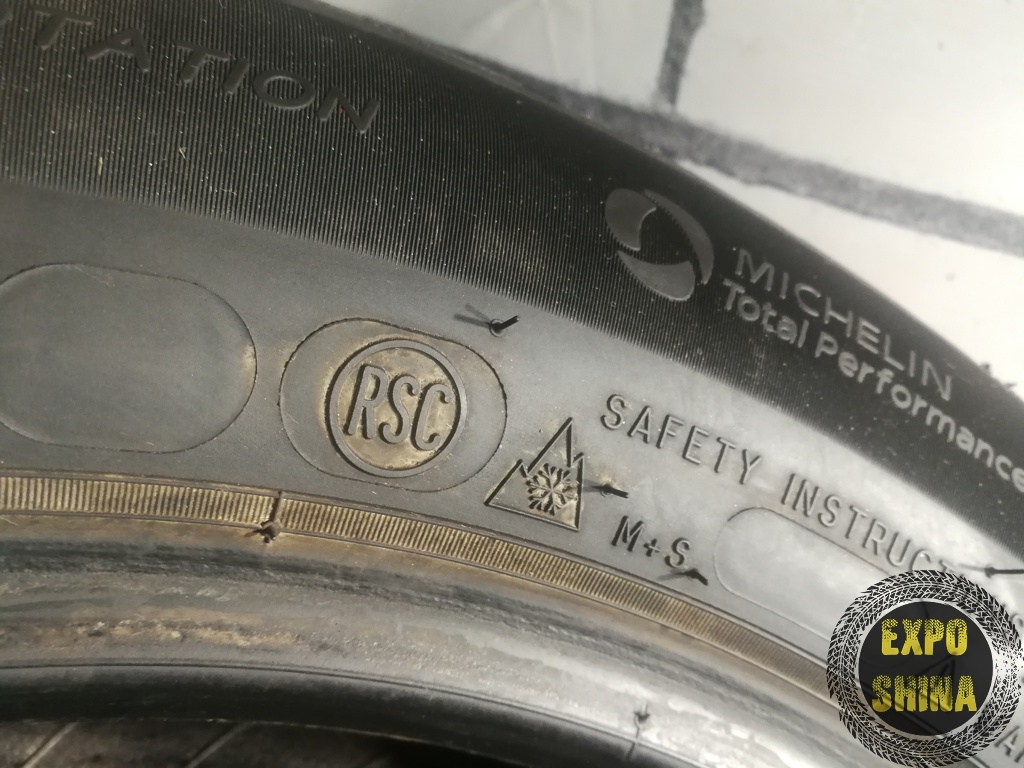 TATION
MICHELIN
Total Performance
RSC
SAFETY INSTRUCT
M+S
EXPO
SHINA